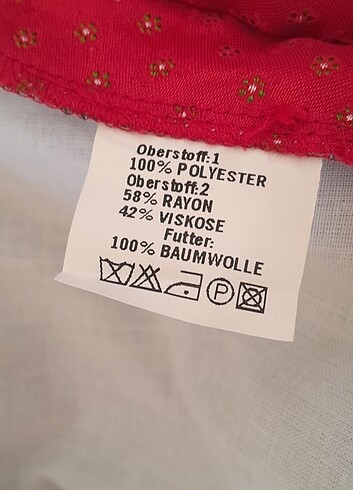 Oberstoff:1
100% POLYESTER
Oberstoff:2
58% RAYON
42% VISKOSE
Futter:
100% BAUMWOLLE
P